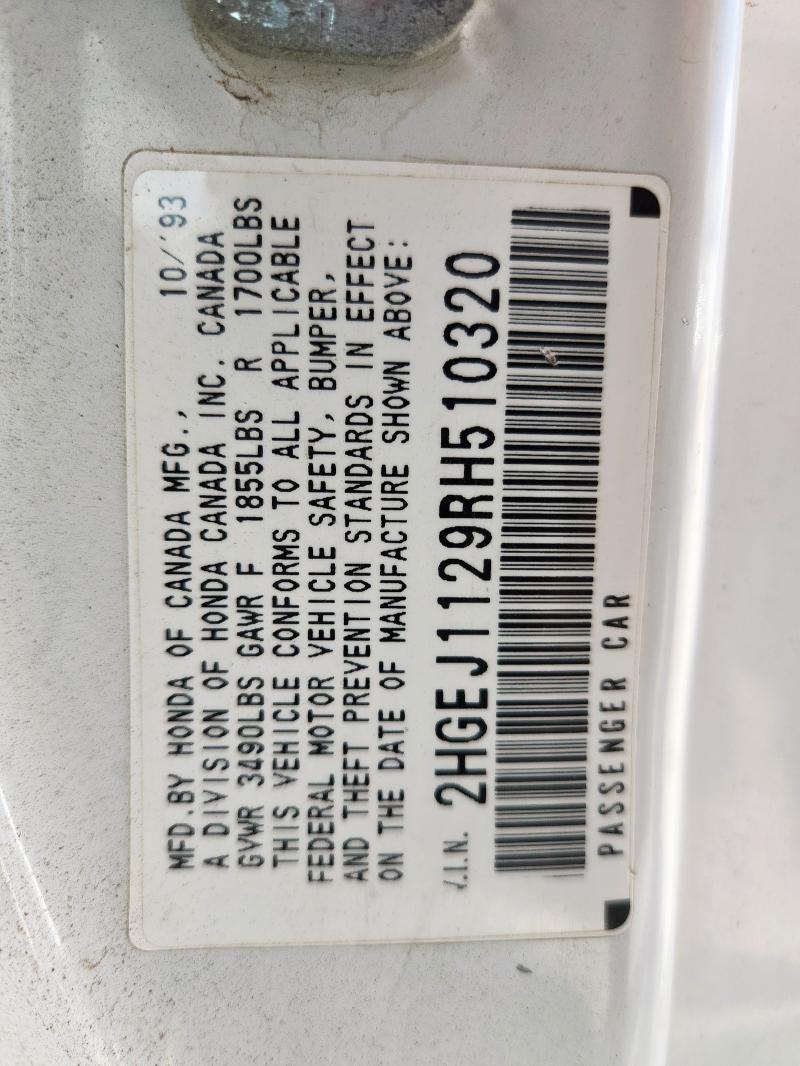 MFD.BY HONDA OF CANADA MFG., 10/'93
A DIVISION OF HONDA CANADA INC. CANADA
GVWR 3490LBS GAWR F 1855LBS R 1700LBS
THIS VEHICLE CONFORMS TO ALL APPLICABLE
FEDERAL MOTOR VEHICLE SAFETY, BUMPER,
AND THEFT PREVENTION STANDARDS IN EFFECT
ON THE DATE OF MANUFACTURE SHOWN ABOVE:
V.I.N. 2HGEJ1129RH510320
PASSENGER CAR